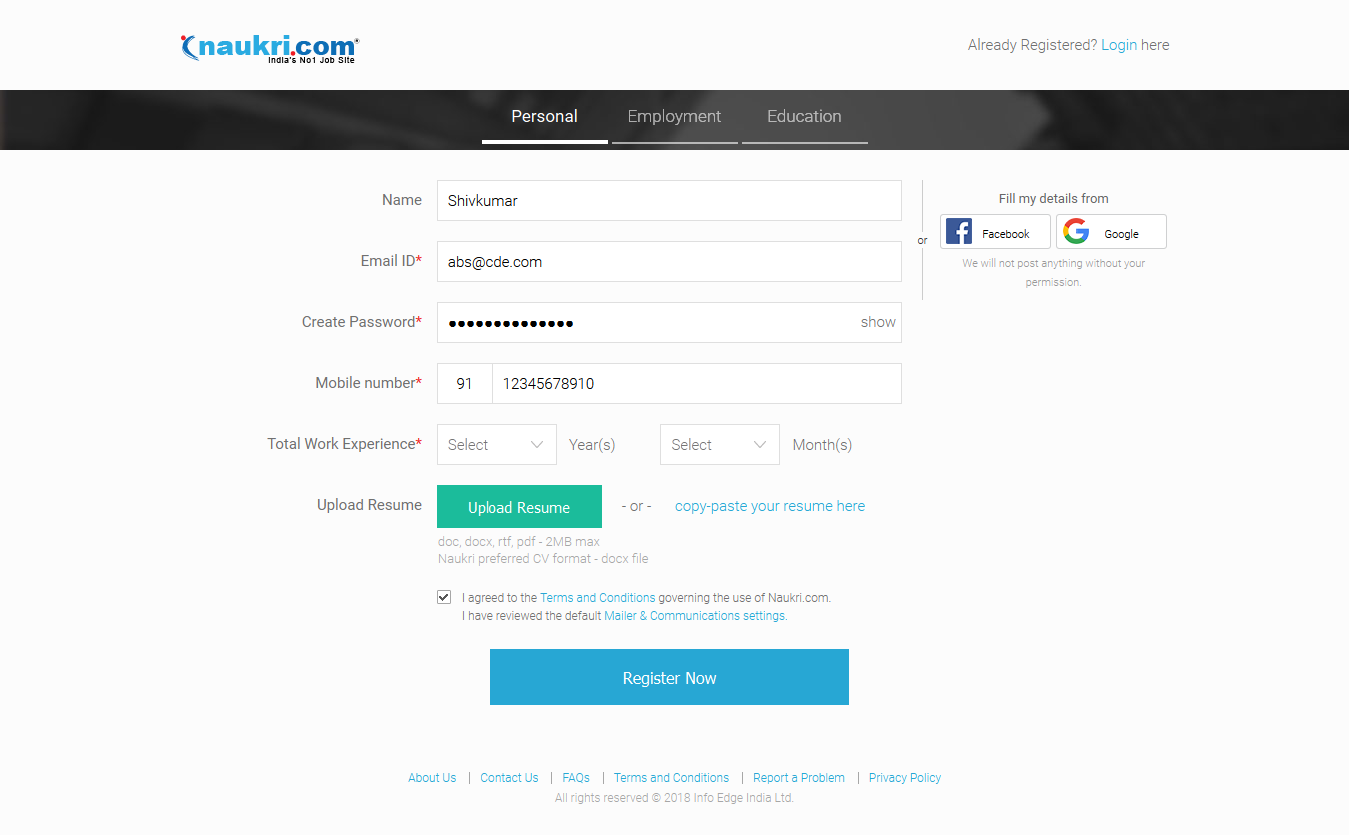 naukri.com
India's No1 Job Site
Already Registered? Login here
Personal Employment Education
Name Shivkumar
Fill my details from
Facebook Google
or
We will not post anything without your
permission.
Email ID* abs@cde.com
Create Password* ●●●●●●●●●●●●●● show
Mobile number* 91 12345678910
Total Work Experience* Select Year(s) Select Month(s)
Upload Resume Upload Resume - or - copy-paste your resume here
doc, docx, rtf, pdf - 2MB max
Naukri preferred CV format - docx file
I agreed to the Terms and Conditions governing the use of Naukri.com.
I have reviewed the default Mailer & Communications settings.
Register Now
About Us | Contact Us | FAQs | Terms and Conditions | Report a Problem | Privacy Policy
All rights reserved © 2018 Info Edge India Ltd.